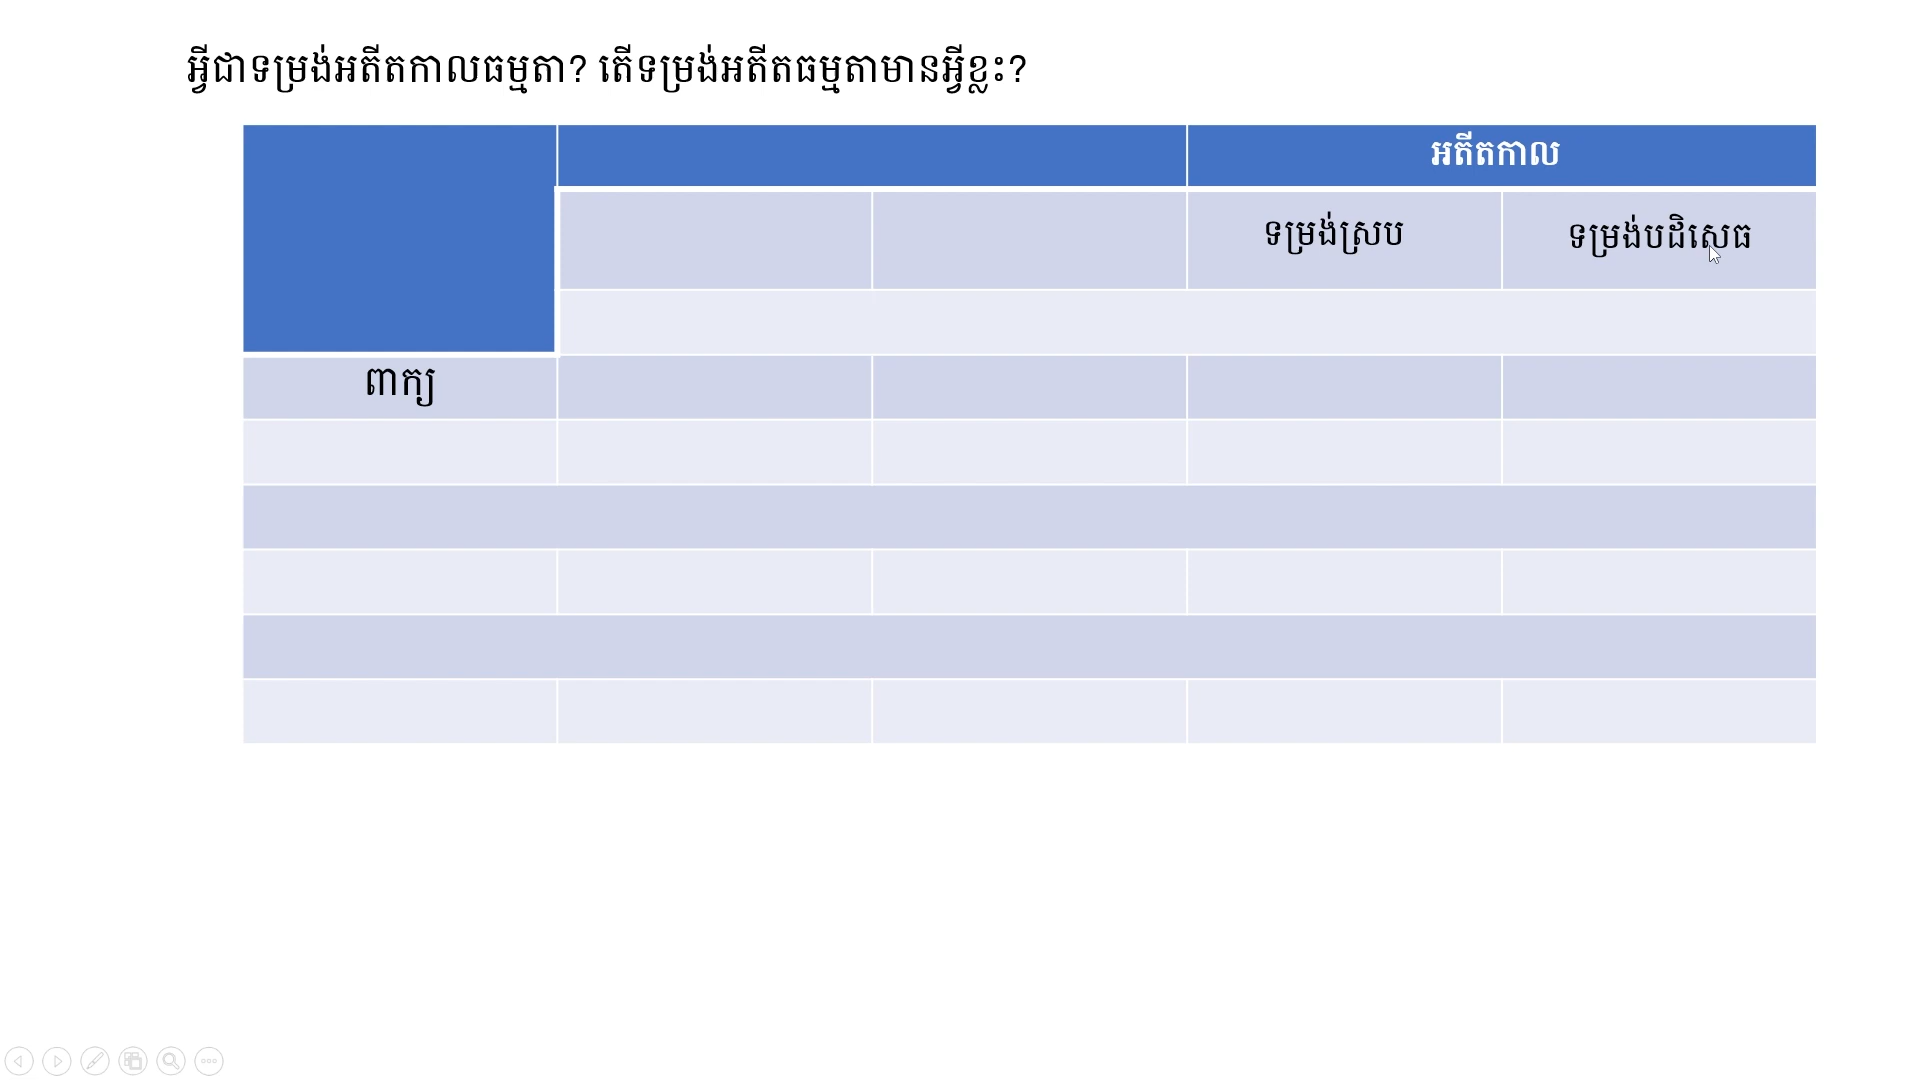 អ្វីជាទម្រង់អតីតកាលធម្មតា? តើទម្រង់អតីតធម្មតាមានអ្វីខ្លះ?
អតីតកាល
ទម្រង់ស្រប
ទម្រង់បដិសេធ
ពាក្យ